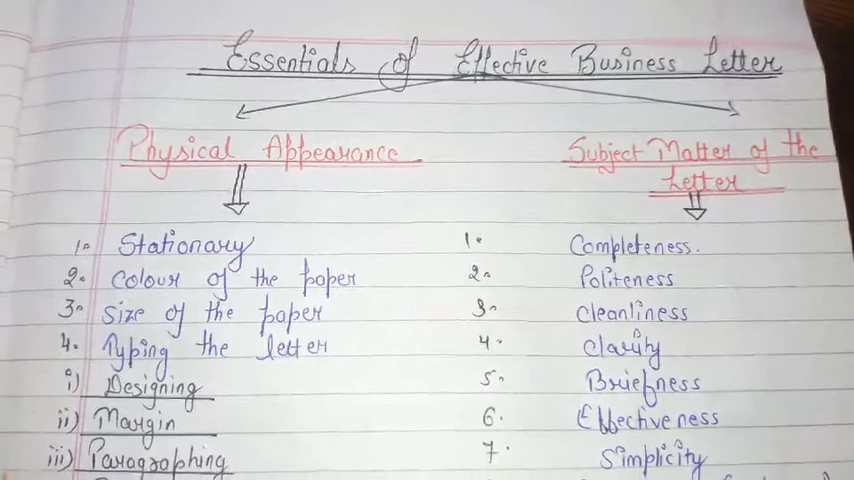 Essentials of Effective Business Letter
Physical Appearance
1. Stationary
2. Colour of the paper
3. Size of the paper
4. Typing the letter
i) Designing
ii) Margin
iii) Paragraphing
Subject Matter of the
Letter
1. Completeness.
2. Politeness
3. Cleanliness
4. Clarity
5. Briefness
6. Effectiveness
7. Simplicity